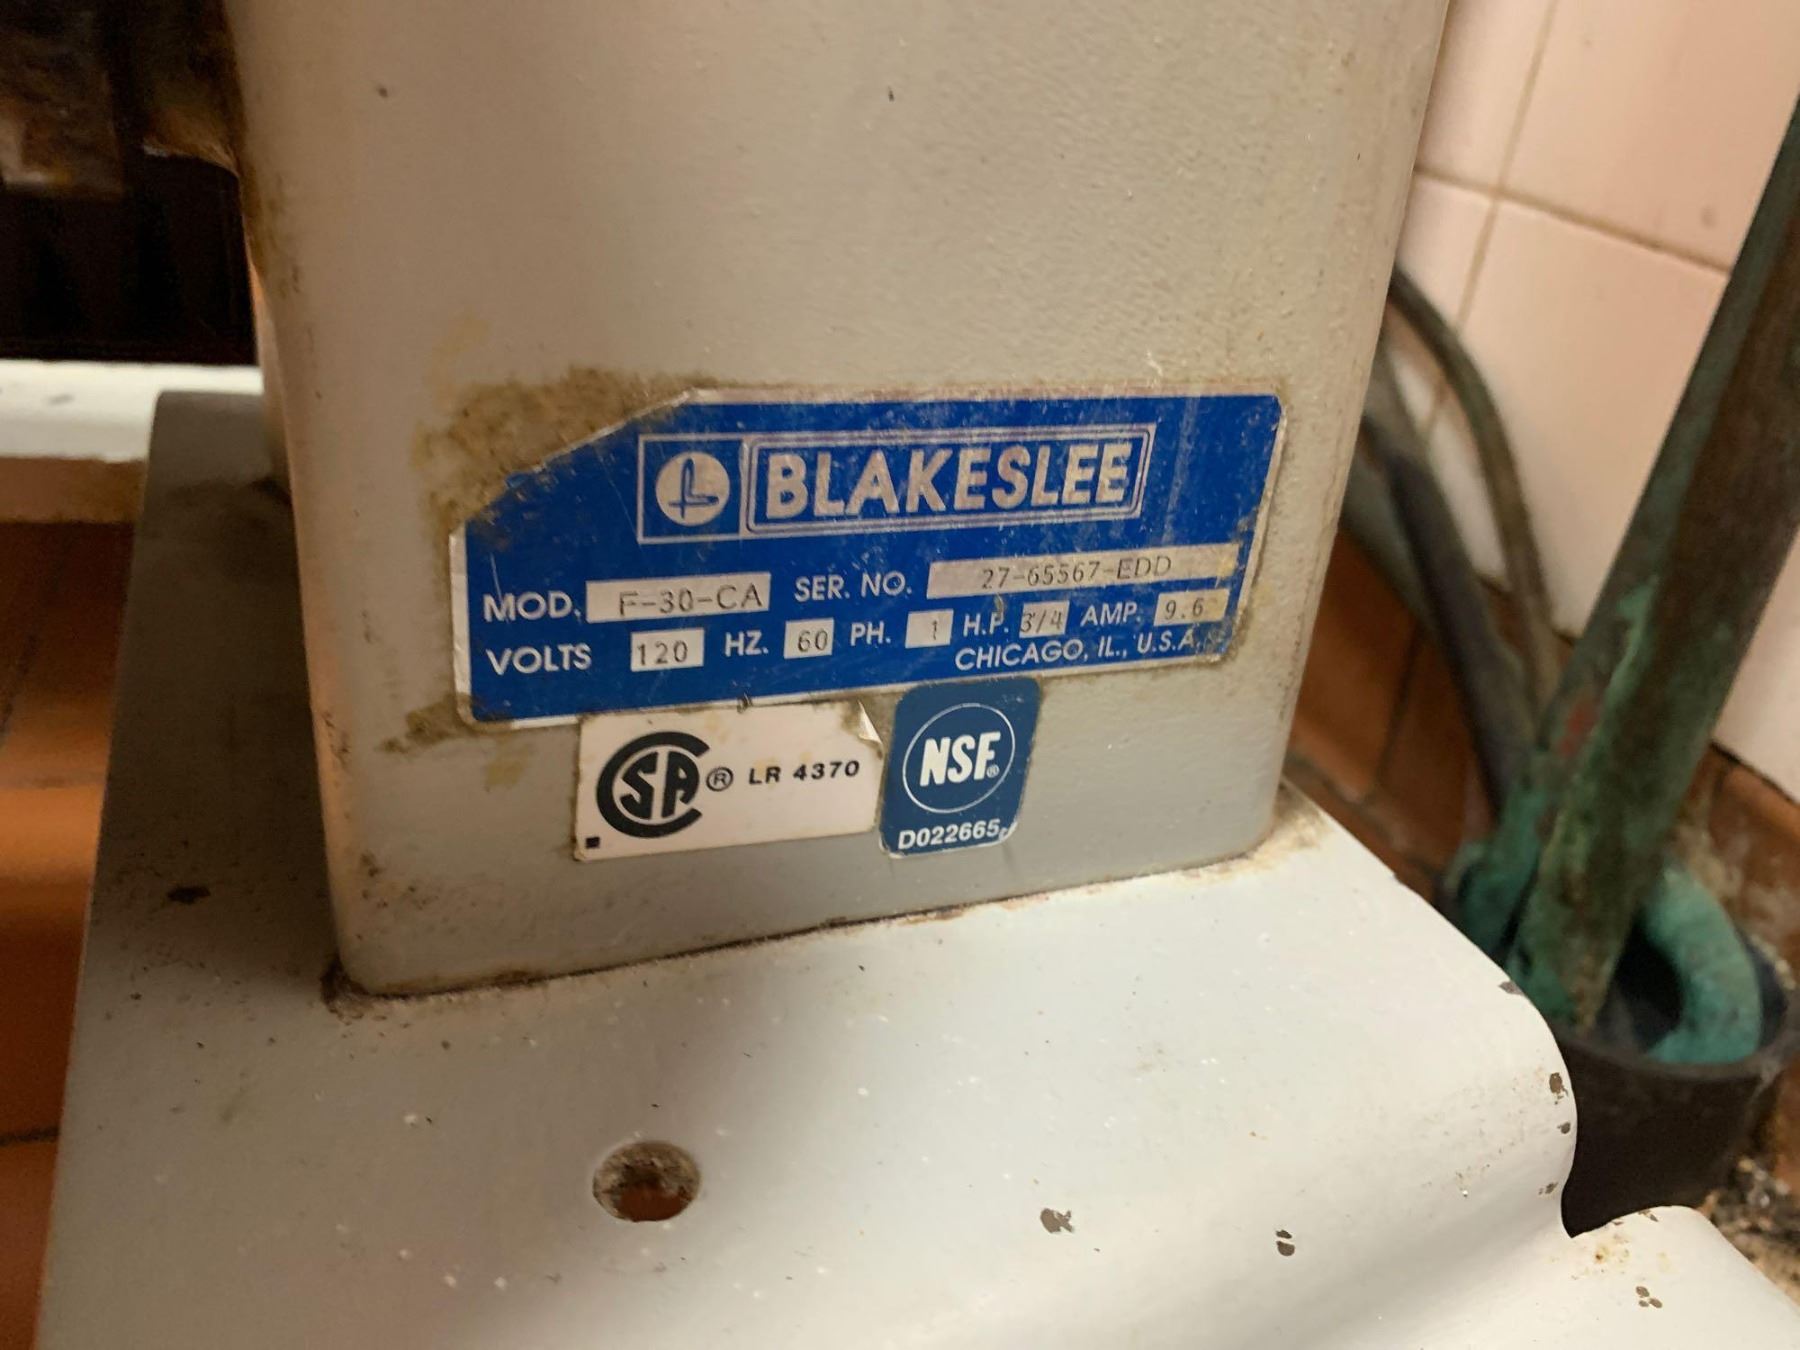 BLAKESLEE
MOD. F-30-CA SER. NO. 27-65567-EDD
VOLTS 120 HZ. 60 PH. 1 H.P. 3/4 AMP. 9.6
CHICAGO, IL., U.S.A.
CSA® LR 4370
NSF®
D022665